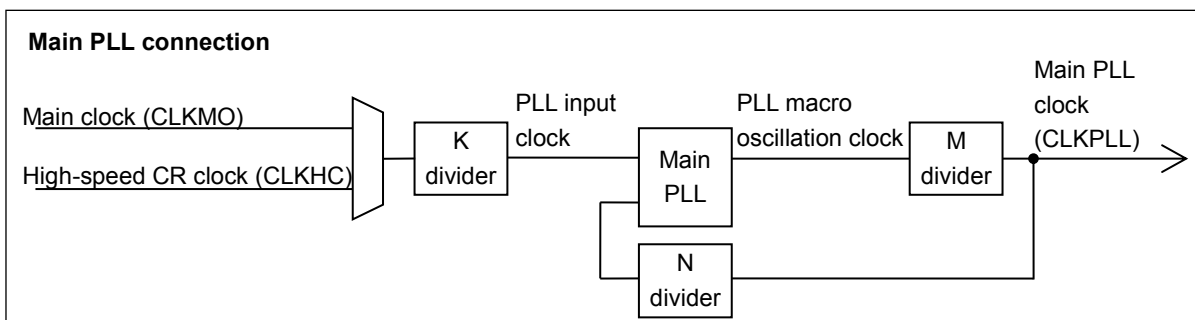 Main PLL connection
Main clock (CLKMO)
High-speed CR clock (CLKHC)
K
divider
PLL input
clock
Main
PLL
N
divider
PLL macro
oscillation clock
M
divider
Main PLL
clock
(CLKPLL)